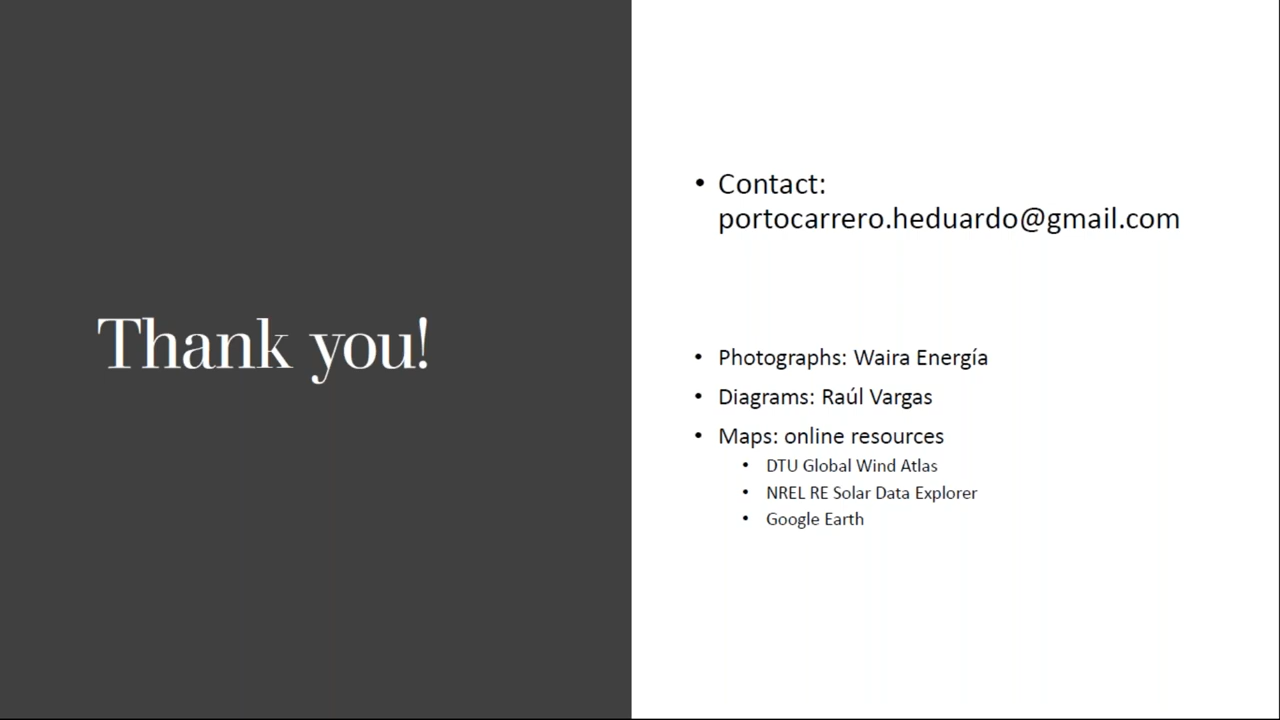 Thank you!
• Contact:
portocarrero.heduardo@gmail.com
• Photographs: Waira Energía
• Diagrams: Raúl Vargas
• Maps: online resources
• DTU Global Wind Atlas
• NREL RE Solar Data Explorer
• Google Earth